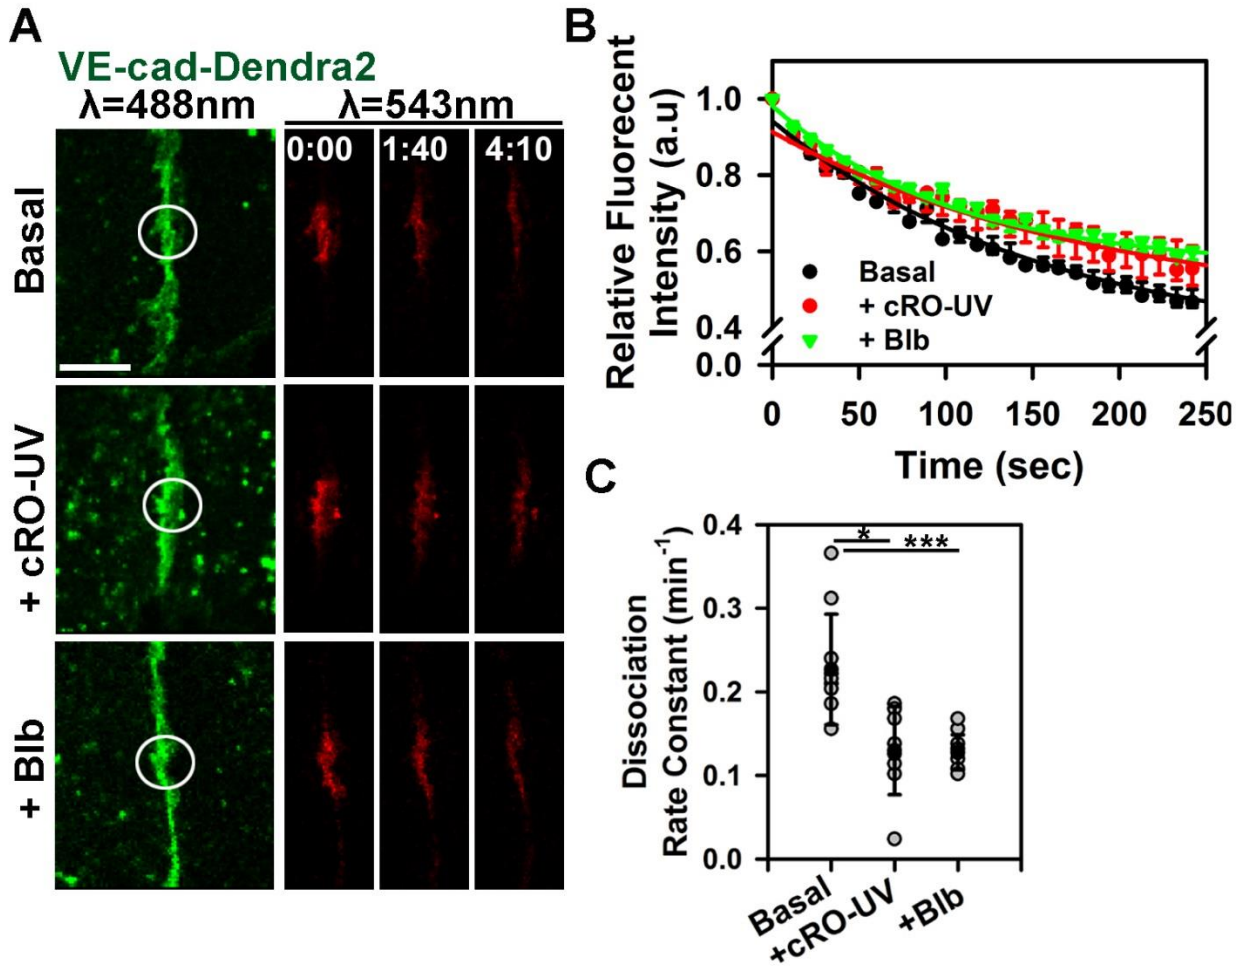 A
VE-cad-Dendra2
λ=488nm
λ=543nm
0:00
1:40
4:10
Basal
+ cRO-UV
+ Blb
B
Relative Fluorecent
Intensity (a.u)
1.0
0.8
0.6
0.4
0.0
Basal
+ cRO-UV
+ Blb
0 50 100 150 200 250
Time (sec)
C
Dissociation
Rate Constant (min⁻¹)
0.4
0.3
0.2
0.1
0.0
*
***
Basal
+cRO-UV
+Blb